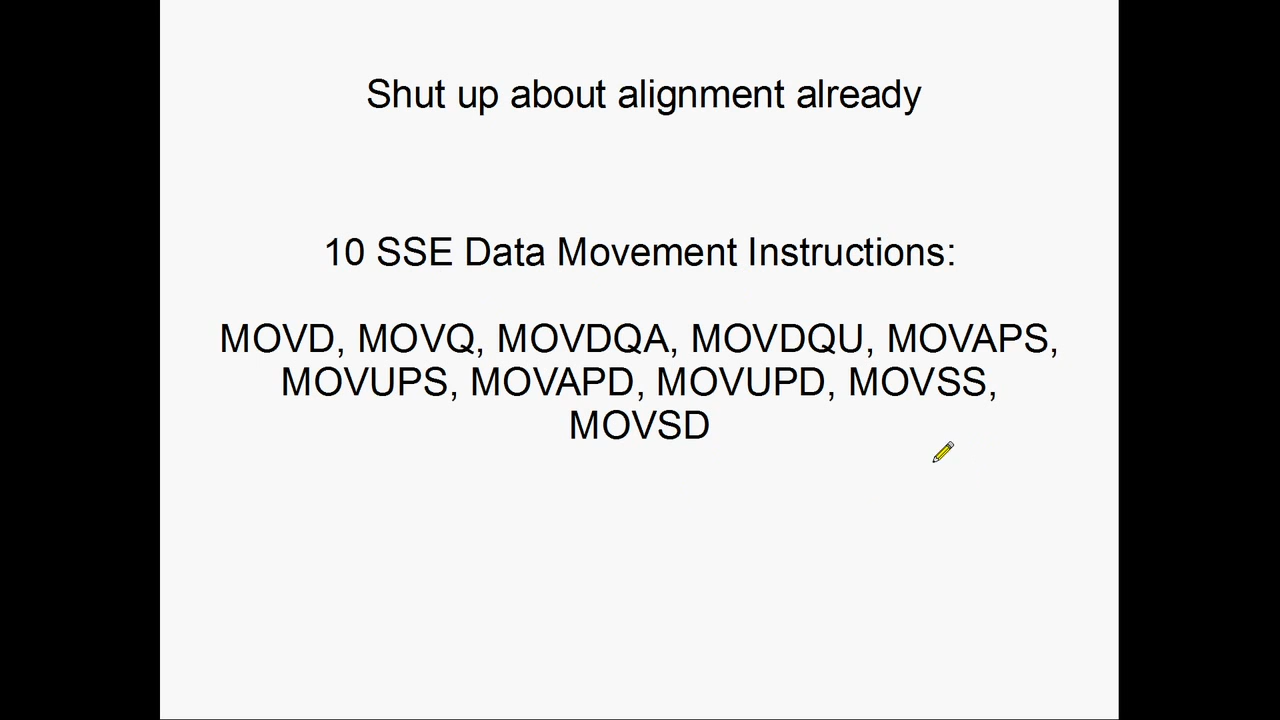 Shut up about alignment already
10 SSE Data Movement Instructions:
MOVD, MOVQ, MOVDQA, MOVDQU, MOVAPS,
MOVUPS, MOVAPD, MOVUPD, MOVSS,
MOVSD